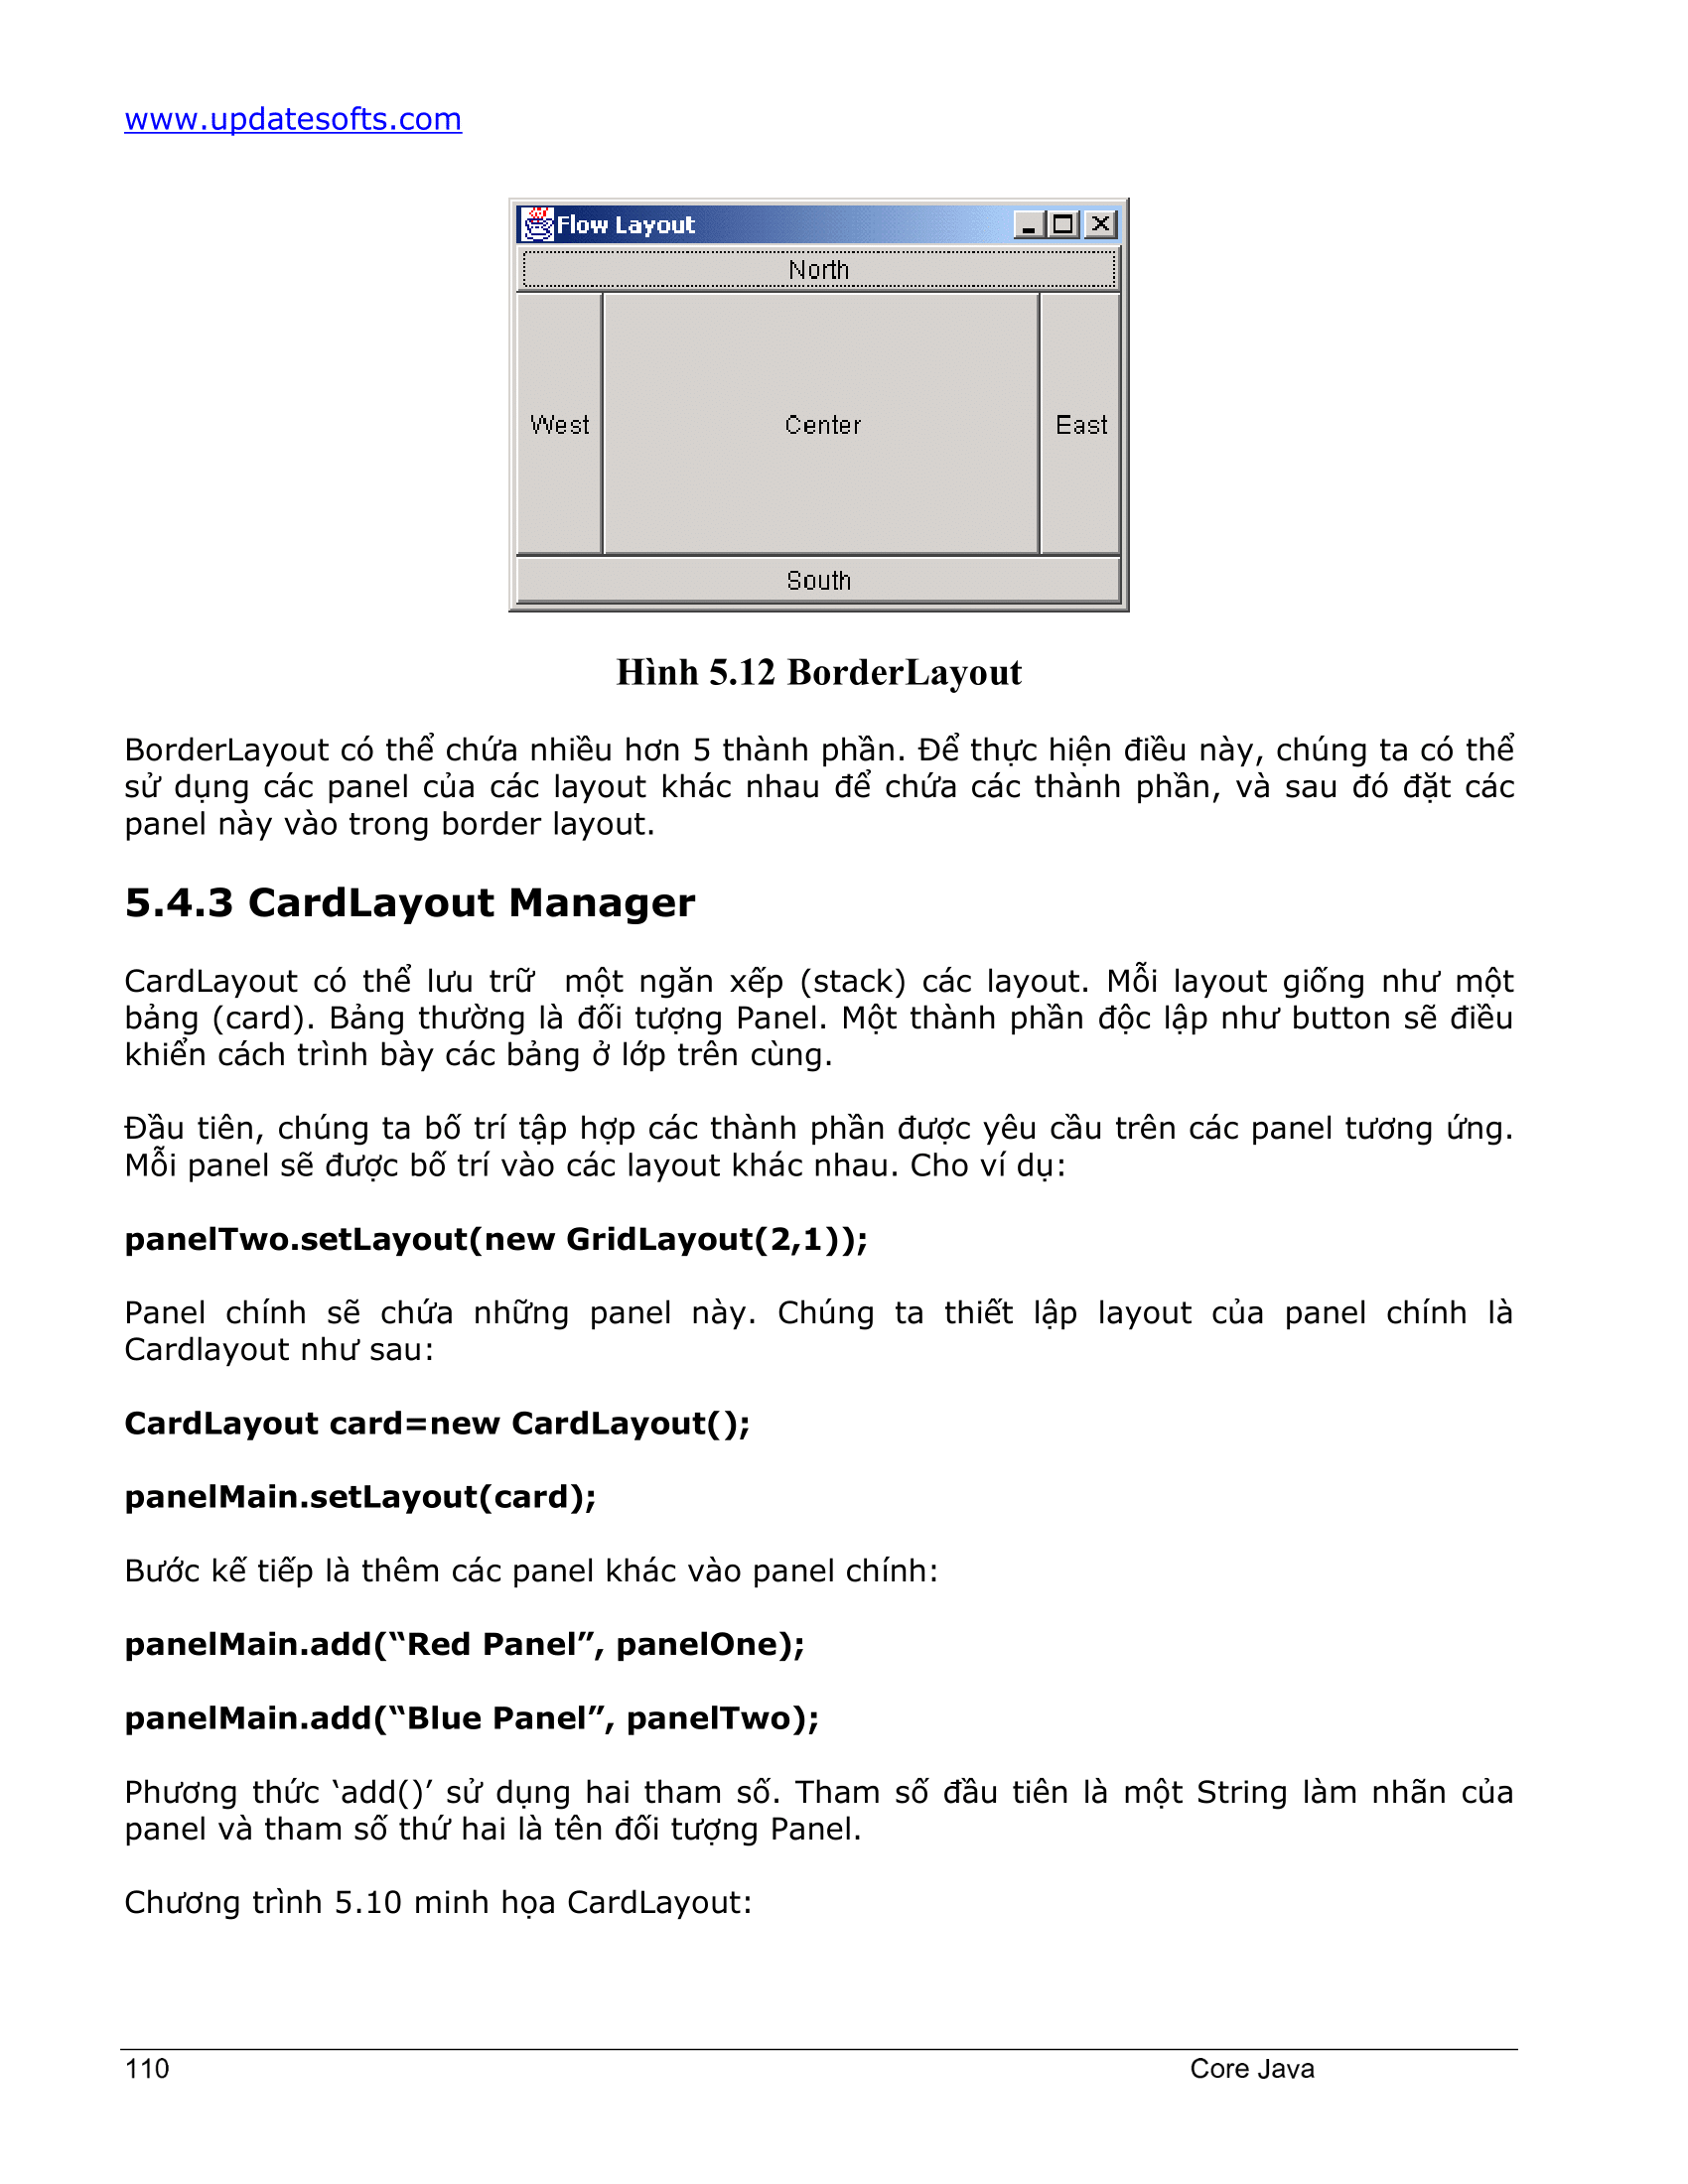 www.updatesofts.com
Flow Layout
North
West
Center
East
South
Hình 5.12 BorderLayout
BorderLayout có thể chứa nhiều hơn 5 thành phần. Để thực hiện điều này, chúng ta có thể
sử dụng các panel của các layout khác nhau để chứa các thành phần, và sau đó đặt các
panel này vào trong border layout.
5.4.3 CardLayout Manager
CardLayout có thể lưu trữ một ngăn xếp (stack) các layout. Mỗi layout giống như một
bảng (card). Bảng thường là đối tượng Panel. Một thành phần độc lập như button sẽ điều
khiển cách trình bày các bảng ở lớp trên cùng.
Đầu tiên, chúng ta bố trí tập hợp các thành phần được yêu cầu trên các panel tương ứng.
Mỗi panel sẽ được bố trí vào các layout khác nhau. Cho ví dụ:
panelTwo.setLayout(new GridLayout(2,1));
Panel chính sẽ chứa những panel này. Chúng ta thiết lập layout của panel chính là
Cardlayout như sau:
CardLayout card=new CardLayout();
panelMain.setLayout(card);
Bước kế tiếp là thêm các panel khác vào panel chính:
panelMain.add(“Red Panel”, panelOne);
panelMain.add(“Blue Panel”, panelTwo);
Phương thức ‘add()’ sử dụng hai tham số. Tham số đầu tiên là một String làm nhãn của
panel và tham số thứ hai là tên đối tượng Panel.
Chương trình 5.10 minh họa CardLayout:
110 Core Java